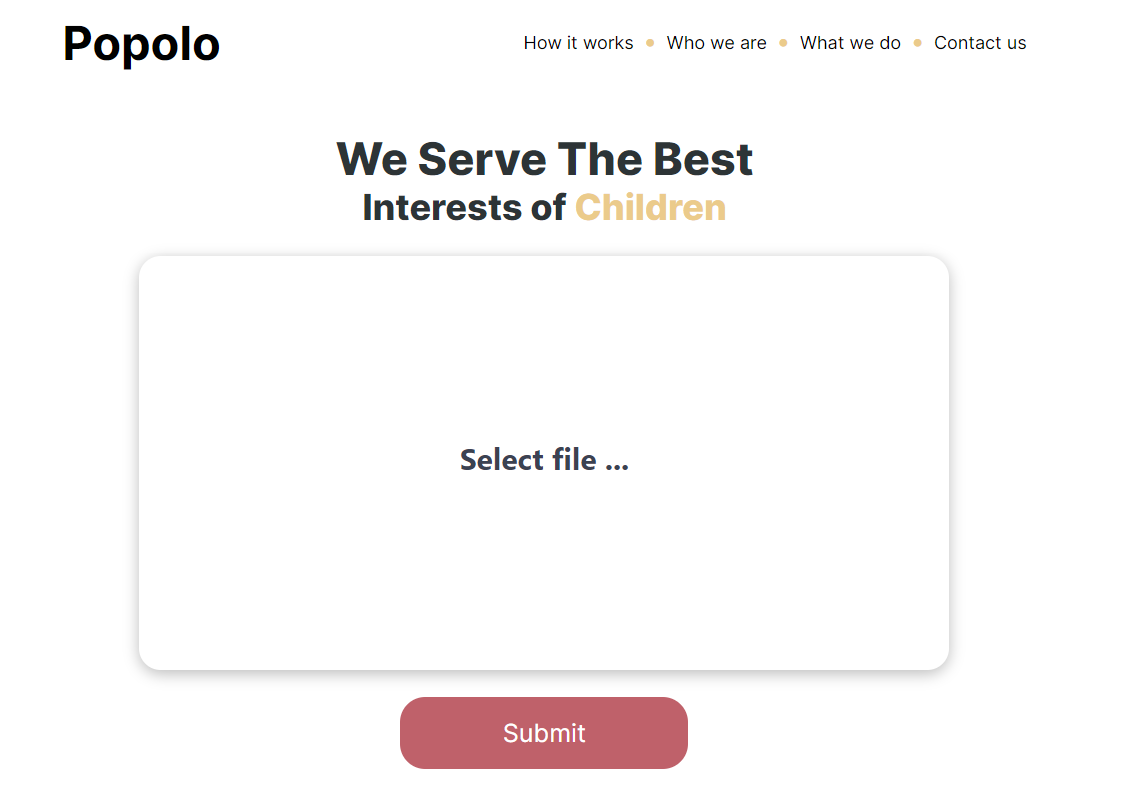 Popolo
How it works • Who we are • What we do • Contact us
We Serve The Best
Interests of Children
Select file ...
Submit